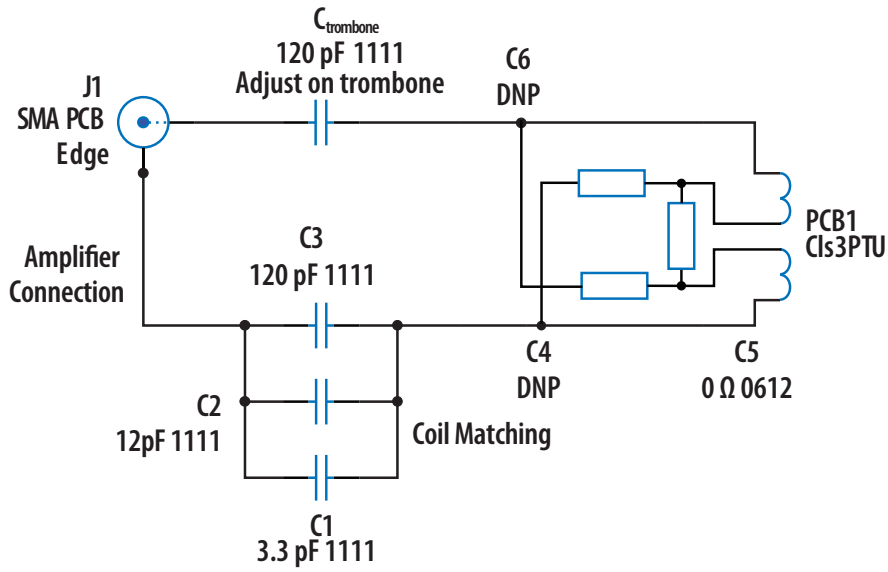 C_trombone
120 pF 1111
Adjust on trombone
C6
DNP
J1
SMA PCB
Edge
PCB1
Cls3PTU
C3
120 pF 1111
Amplifier
Connection
C4
DNP
C5
0 Ω 0612
C2
12pF 1111
Coil Matching
C1
3.3 pF 1111